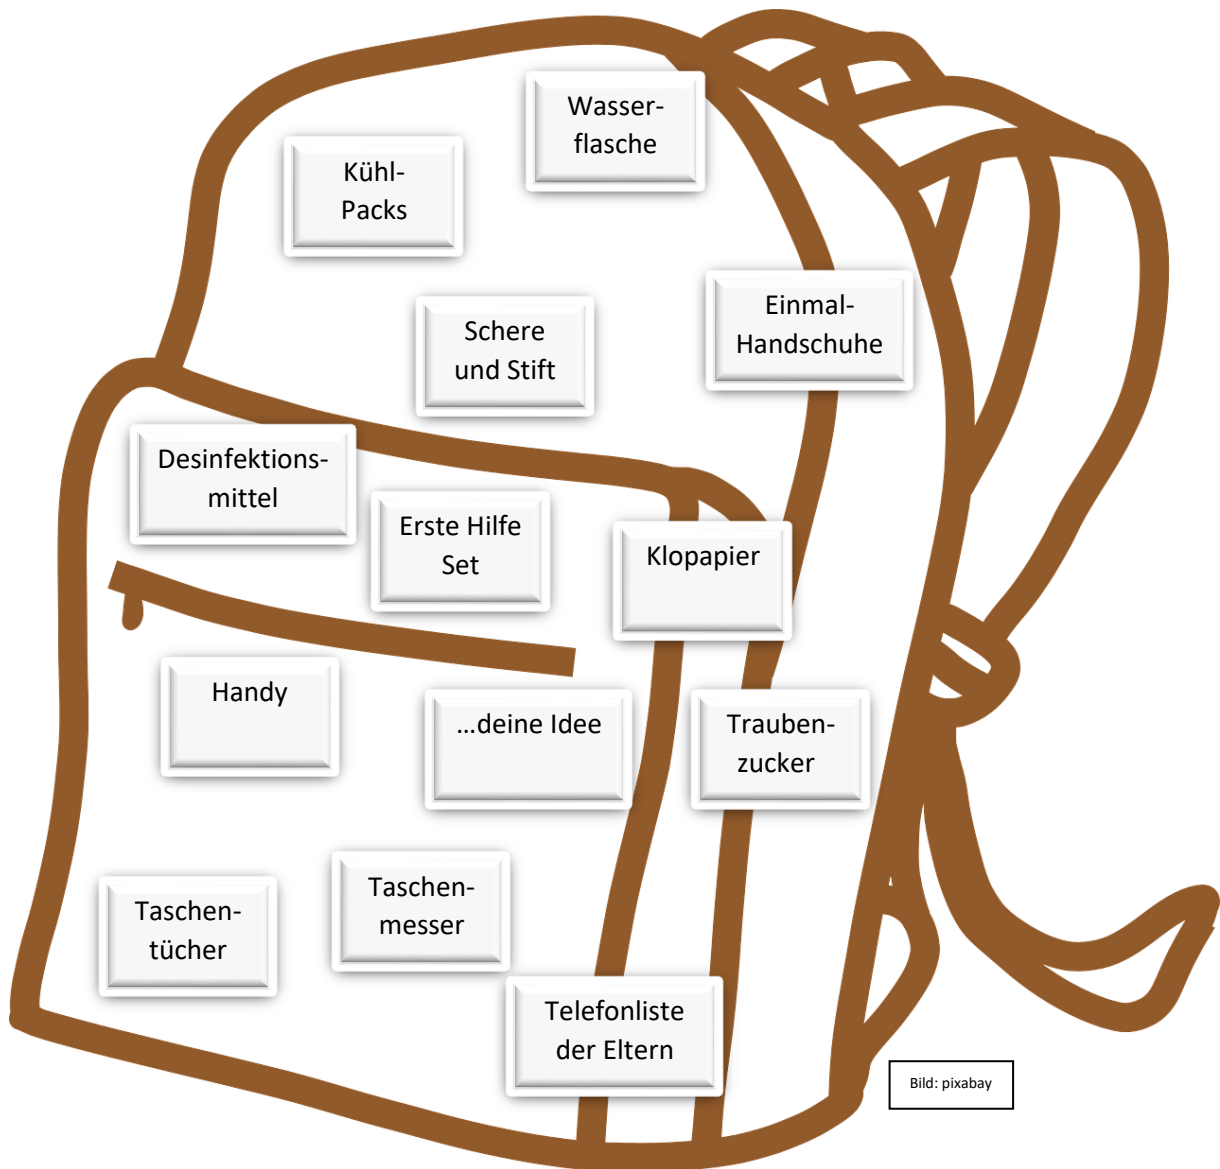 Wasser-
flasche
Kühl-
Packs
Einmal-
Handschuhe
Schere
und Stift
Desinfektions-
mittel
Erste Hilfe
Set
Klopapier
Handy
...deine Idee
Trauben-
zucker
Taschen-
messer
Taschen-
tücher
Telefonliste
der Eltern
Bild: pixabay